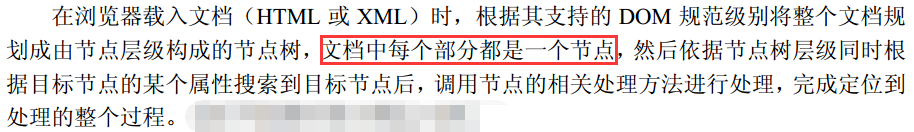 在浏览器载入文档（HTML 或 XML）时，根据其支持的 DOM 规范级别将整个文档规
划成由节点层级构成的节点树，文档中每个部分都是一个节点，然后依据节点树层级同时根
据目标节点的某个属性搜索到目标节点后，调用节点的相关处理方法进行处理，完成定位到
处理的整个过程。